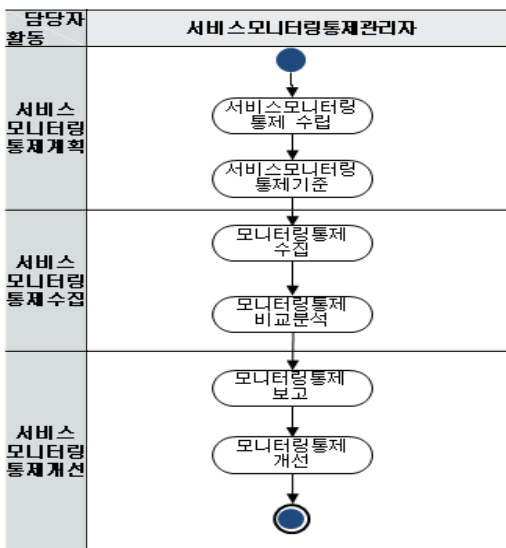 담당자
활동
서비스모니터링통제관리자
서비스
모니터링
통제계획
서비스모니터링
통제 수립
서비스모니터링
통제기준
서비스
모니터링
통제수집
모니터링통제
수집
모니터링통제
비교분석
서비스
모니터링
통제개선
모니터링통제
보고
모니터링통제
개선